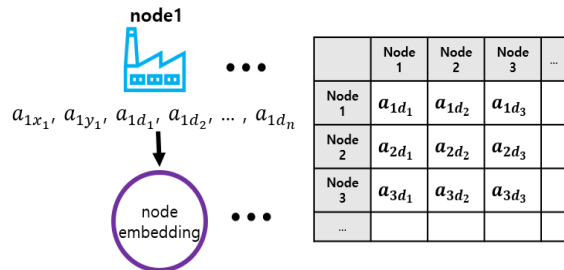 node1
• • •
a_{1x_1}, a_{1y_1}, a_{1d_1}, a_{1d_2}, ... , a_{1d_n}
node
embedding
• • •
Node 1 Node 2 Node 3 ...
Node 1 a_{1d_1} a_{1d_2} a_{1d_3}
Node 2 a_{2d_1} a_{2d_2} a_{2d_3}
Node 3 a_{3d_1} a_{3d_2} a_{3d_3}
...